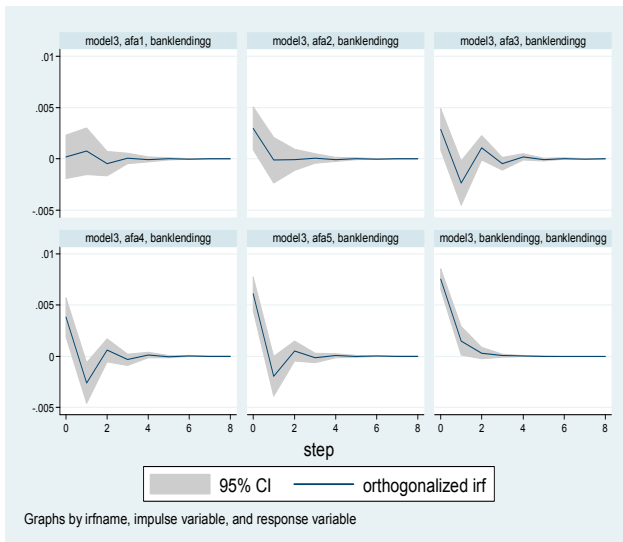 model3, afa1, banklendingg
model3, afa2, banklendingg
model3, afa3, banklendingg
.01
.005
0
-.005
model3, afa4, banklendingg
model3, afa5, banklendingg
model3, banklendingg, banklendingg
.01
.005
0
-.005
0 2 4 6 8
0 2 4 6 8
0 2 4 6 8
step
95% CI
orthogonalized irf
Graphs by irfname, impulse variable, and response variable